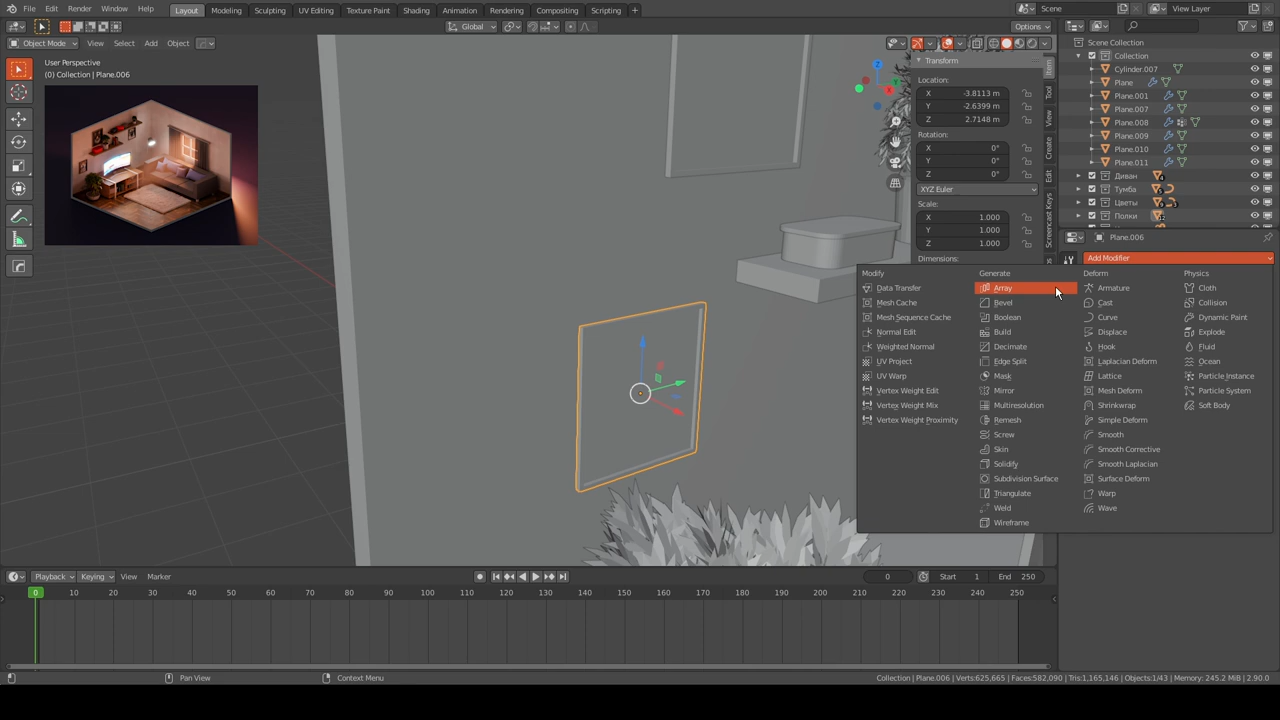 File Edit Render Window Help Layout Modeling Sculpting UV Editing Texture Paint Shading Animation Rendering Compositing Scripting + Scene View Layer
Global Options
Object Mode View Select Add Object
User Perspective
(0) Collection | Plane.006
Transform
Location:
X -3.8113 m
Y -2.6399 m
Z 2.7148 m
Rotation:
X 0°
Y 0°
Z 0°
XYZ Euler
Scale:
X 1.000
Y 1.000
Z 1.000
Dimensions:
Z
Item
Tool
View
Create
Edit
Screencast Keys
Scene Collection
Collection
Cylinder.007
Plane
Plane.001
Plane.007
Plane.008
Plane.009
Plane.010
Plane.011
Диван
Тумба
Цветы
Полки
Plane.006
Add Modifier
Modify
Data Transfer
Mesh Cache
Mesh Sequence Cache
Normal Edit
Weighted Normal
UV Project
UV Warp
Vertex Weight Edit
Vertex Weight Mix
Vertex Weight Proximity
Generate
Array
Bevel
Boolean
Build
Decimate
Edge Split
Mask
Mirror
Multiresolution
Remesh
Screw
Skin
Solidify
Subdivision Surface
Triangulate
Weld
Wireframe
Deform
Armature
Cast
Curve
Displace
Hook
Laplacian Deform
Lattice
Mesh Deform
Shrinkwrap
Simple Deform
Smooth
Smooth Corrective
Smooth Laplacian
Surface Deform
Warp
Wave
Physics
Cloth
Collision
Dynamic Paint
Explode
Fluid
Ocean
Particle Instance
Particle System
Soft Body
Playback Keying View Marker 0 Start 1 End 250
0 10 20 30 40 50 60 70 80 90 100 110 120 130 140 150 160 170 180 190 200 210 220 230 240 250
Pan View Context Menu Collection | Plane.006 | Verts:625,665 | Faces:582,090 | Tris:1,165,146 | Objects:1/43 | Memory: 245.2 MiB | 2.90.0